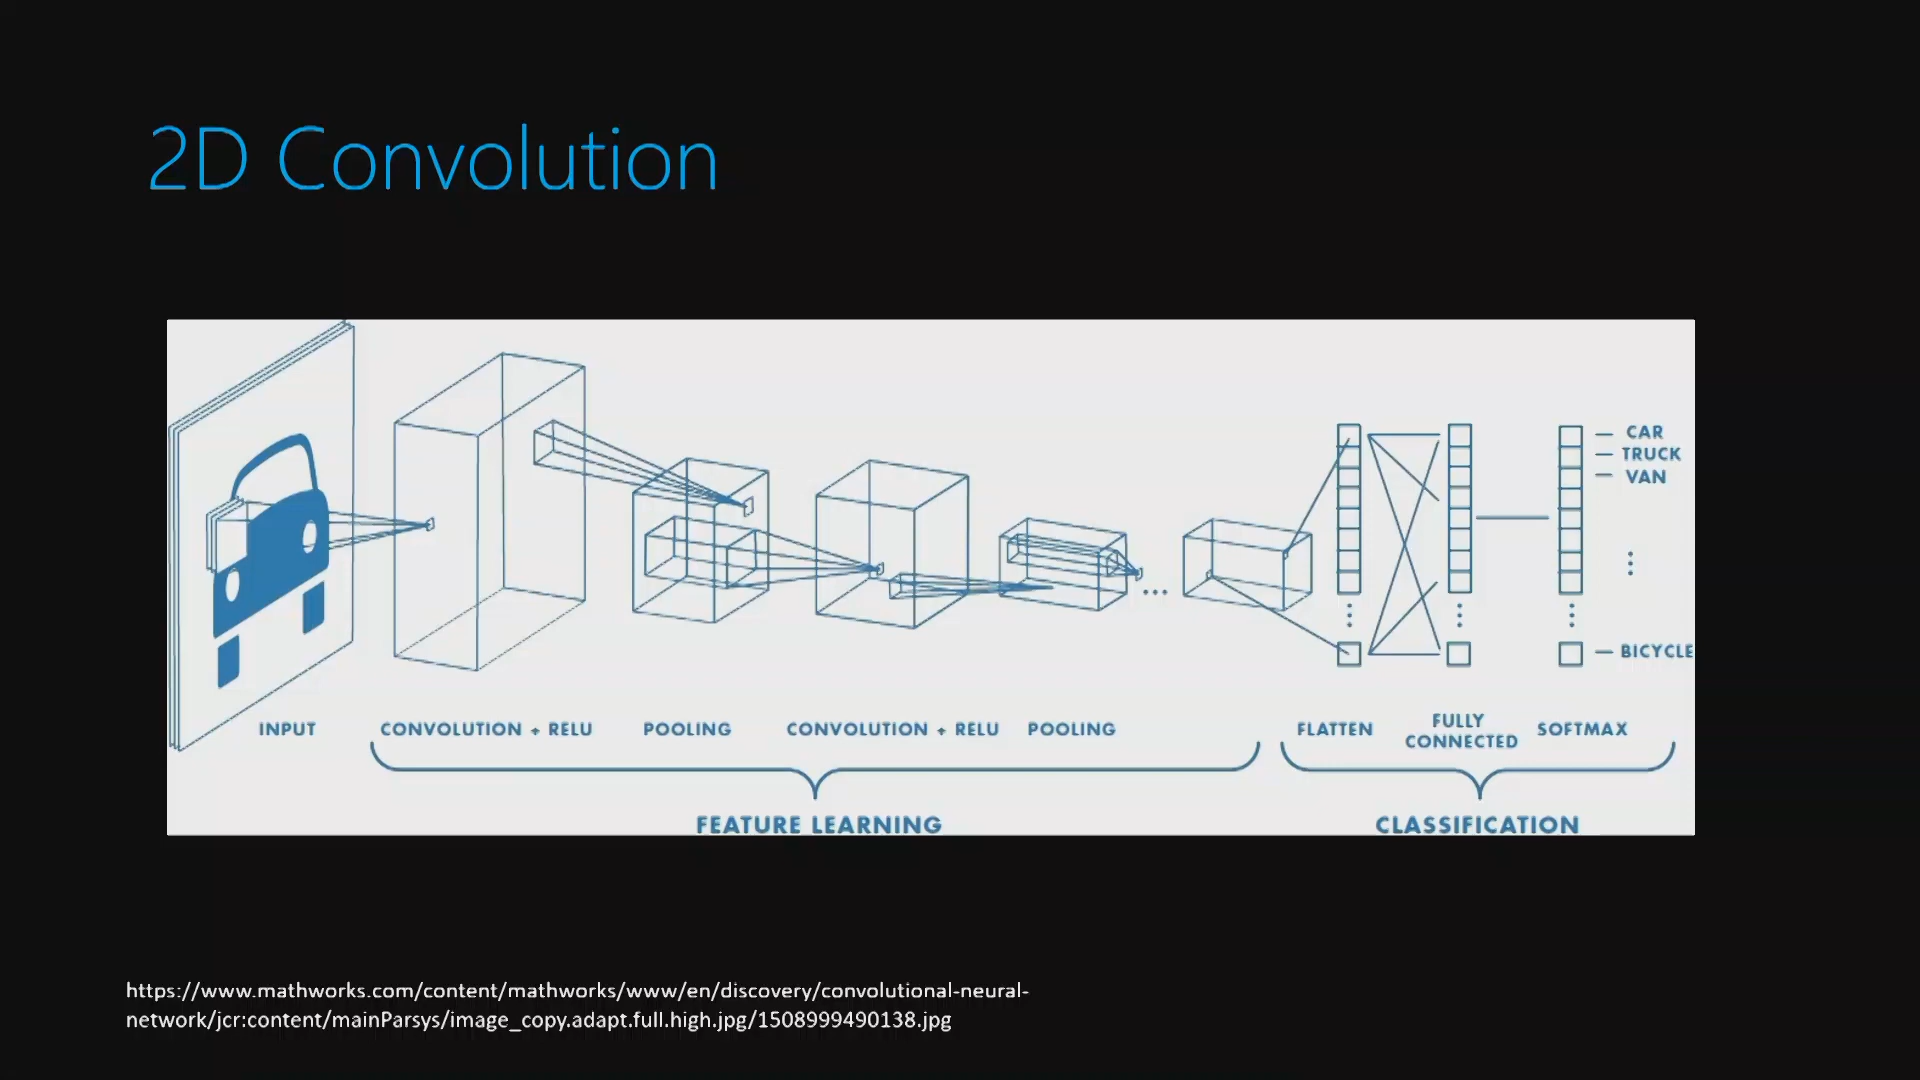 2D Convolution
CAR
TRUCK
VAN
BICYCLE
INPUT
CONVOLUTION + RELU
POOLING
CONVOLUTION + RELU
POOLING
FLATTEN
FULLY
CONNECTED
SOFTMAX
FEATURE LEARNING
CLASSIFICATION
https://www.mathworks.com/content/mathworks/www/en/discovery/convolutional-neural-
network/jcr:content/mainParsys/image_copy.adapt.full.high.jpg/1508999490138.jpg